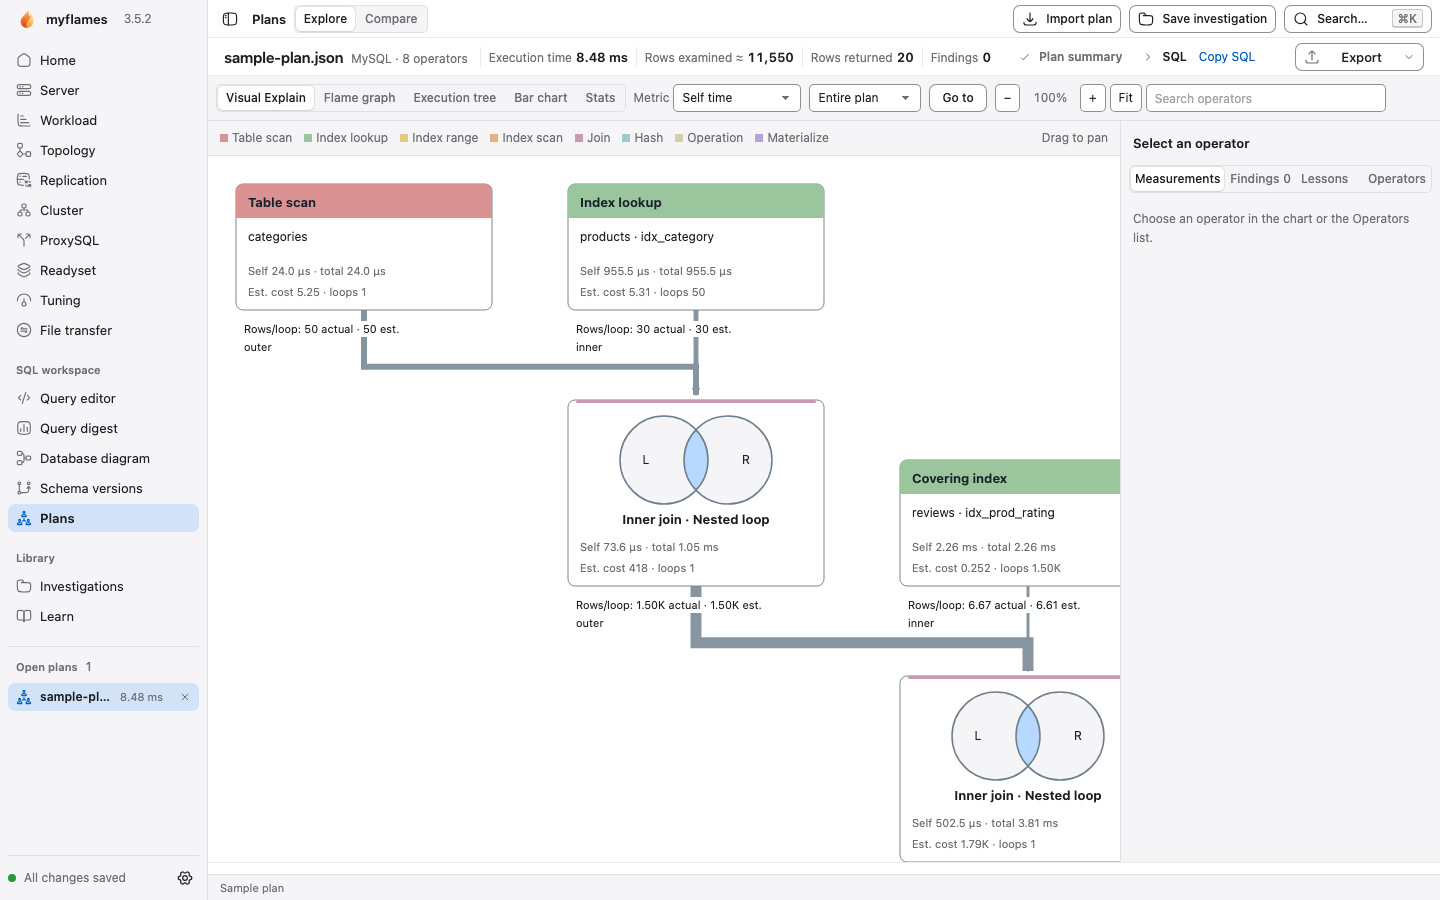 myflames 3.5.2
Plans Explore Compare
Import plan Save investigation Search... ⌘K
Home
Server
Workload
Topology
Replication
Cluster
ProxySQL
Readyset
Tuning
File transfer
SQL workspace
Query editor
Query digest
Database diagram
Schema versions
Plans
Library
Investigations
Learn
Open plans 1
sample-pl... 8.48 ms
All changes saved
sample-plan.json MySQL · 8 operators Execution time 8.48 ms Rows examined ≈ 11,550 Rows returned 20 Findings 0 Plan summary SQL Copy SQL Export
Visual Explain Flame graph Execution tree Bar chart Stats Metric Self time Entire plan Go to − 100% + Fit Search operators
Table scan Index lookup Index range Index scan Join Hash Operation Materialize Drag to pan
Table scan
categories
Self 24.0 µs · total 24.0 µs
Est. cost 5.25 · loops 1
Rows/loop: 50 actual · 50 est.
outer
Index lookup
products · idx_category
Self 955.5 µs · total 955.5 µs
Est. cost 5.31 · loops 50
Rows/loop: 30 actual · 30 est.
inner
L R
Inner join · Nested loop
Self 73.6 µs · total 1.05 ms
Est. cost 418 · loops 1
Rows/loop: 1.50K actual · 1.50K est.
outer
Covering index
reviews · idx_prod_rating
Self 2.26 ms · total 2.26 ms
Est. cost 0.252 · loops 1.50K
Rows/loop: 6.67 actual · 6.61 est.
inner
L R
Inner join · Nested loop
Self 502.5 µs · total 3.81 ms
Est. cost 1.79K · loops 1
Select an operator
Measurements Findings 0 Lessons Operators
Choose an operator in the chart or the Operators
list.
Sample plan